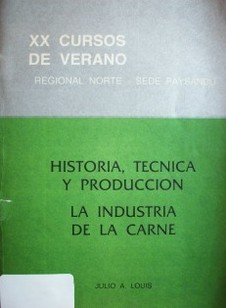 XX CURSOS
DE VERANO
REGIONAL NORTE - SEDE PAYSANDU
HISTORIA, TECNICA
Y PRODUCCION
LA INDUSTRIA
DE LA CARNE
JULIO A LOUIS